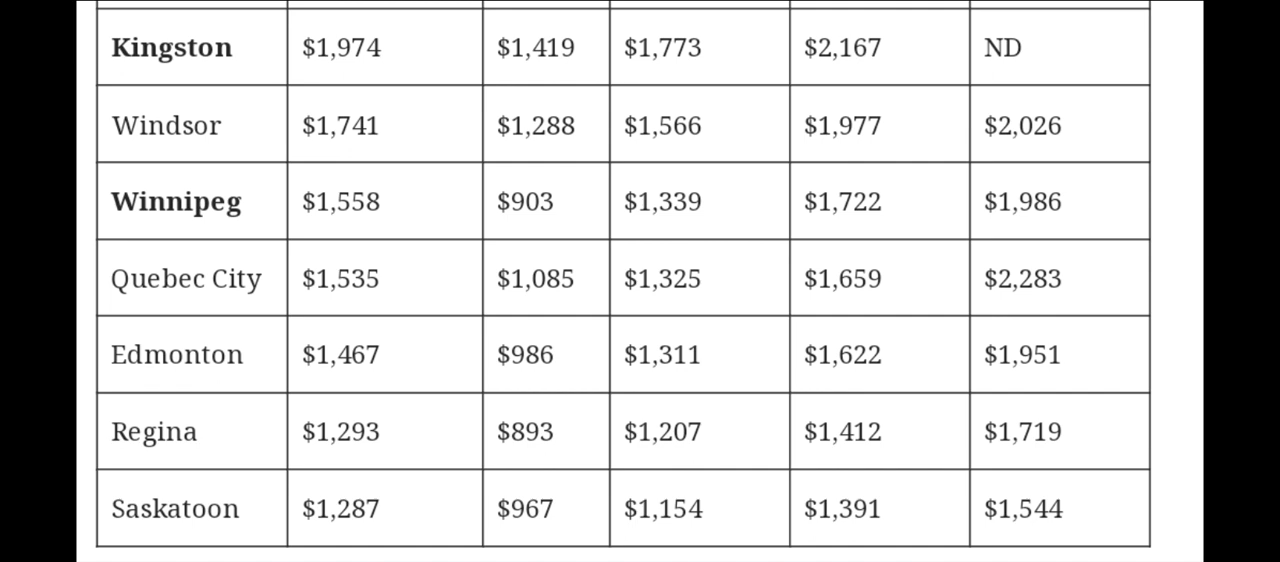 Kingston $1,974 $1,419 $1,773 $2,167 ND
Windsor $1,741 $1,288 $1,566 $1,977 $2,026
Winnipeg $1,558 $903 $1,339 $1,722 $1,986
Quebec City $1,535 $1,085 $1,325 $1,659 $2,283
Edmonton $1,467 $986 $1,311 $1,622 $1,951
Regina $1,293 $893 $1,207 $1,412 $1,719
Saskatoon $1,287 $967 $1,154 $1,391 $1,544